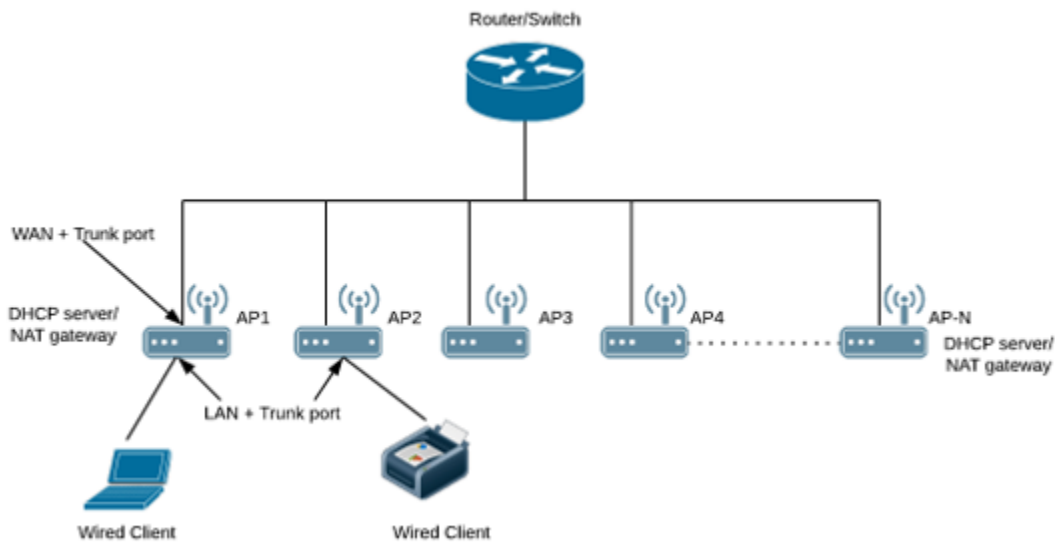 Router/Switch
WAN + Trunk port
DHCP server/
NAT gateway
AP1
AP2
AP3
AP4
AP-N
DHCP server/
NAT gateway
LAN + Trunk port
Wired Client
Wired Client